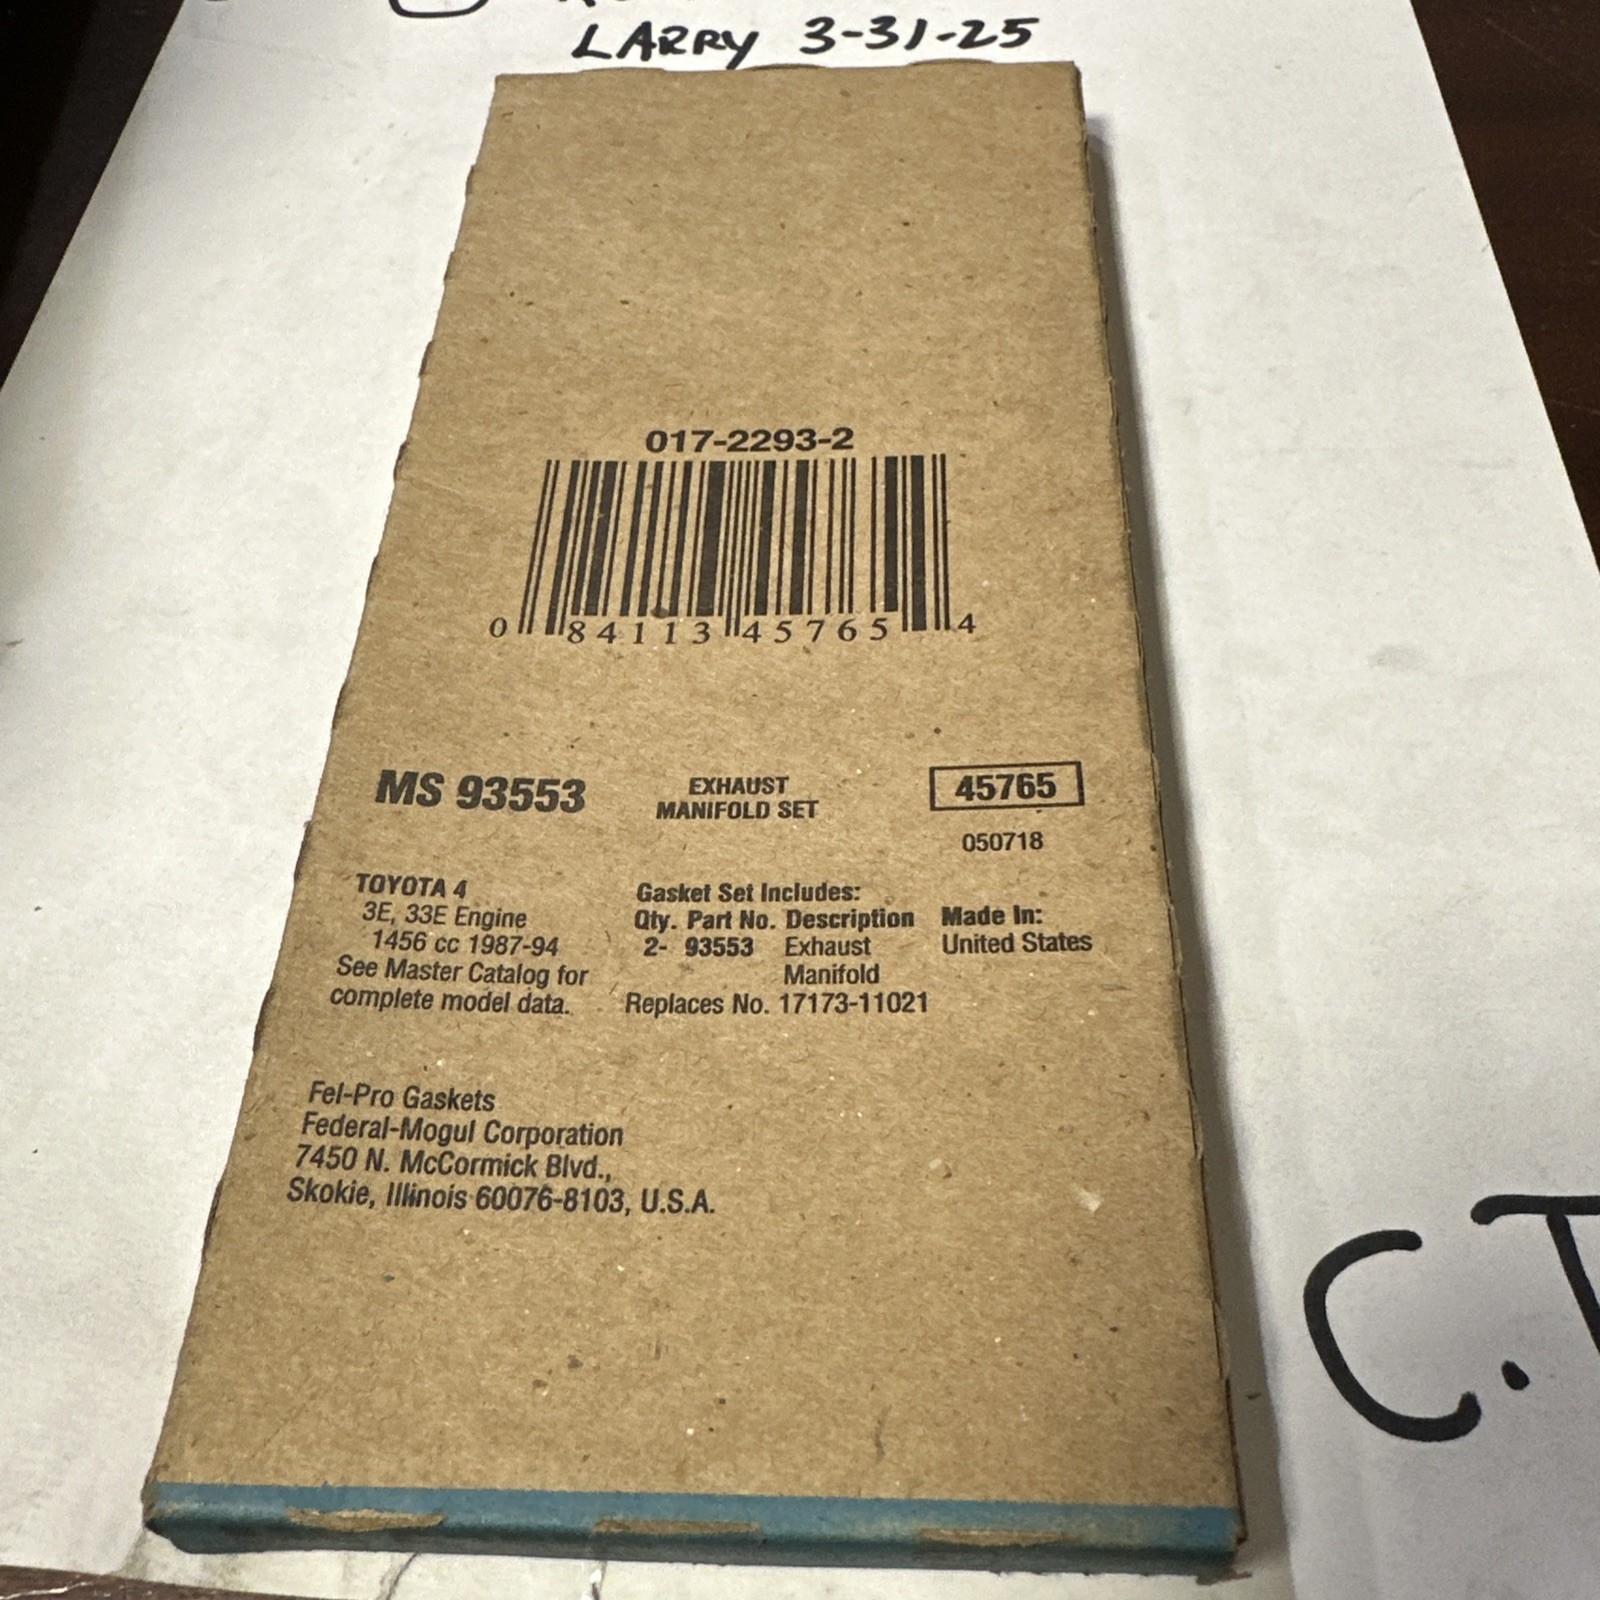 LARRY 3-31-25
017-2293-2
0 84113 45765 4
MS 93553
EXHAUST
MANIFOLD SET
45765
050718
TOYOTA 4
3E, 33E Engine
1456 cc 1987-94
See Master Catalog for
complete model data.
Gasket Set Includes:
Qty. Part No. Description
2- 93553 Exhaust
Manifold
Replaces No. 17173-11021
Made In:
United States
Fel-Pro Gaskets
Federal-Mogul Corporation
7450 N. McCormick Blvd.,
Skokie, Illinois 60076-8103, U.S.A.
C.T